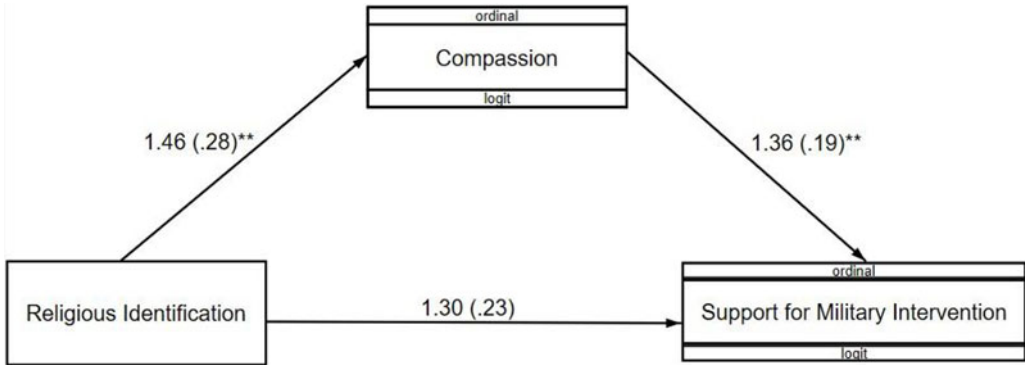 ordinal
Compassion
logit
1.46 (.28)**
1.36 (.19)**
Religious Identification
1.30 (.23)
ordinal
Support for Military Intervention
logit